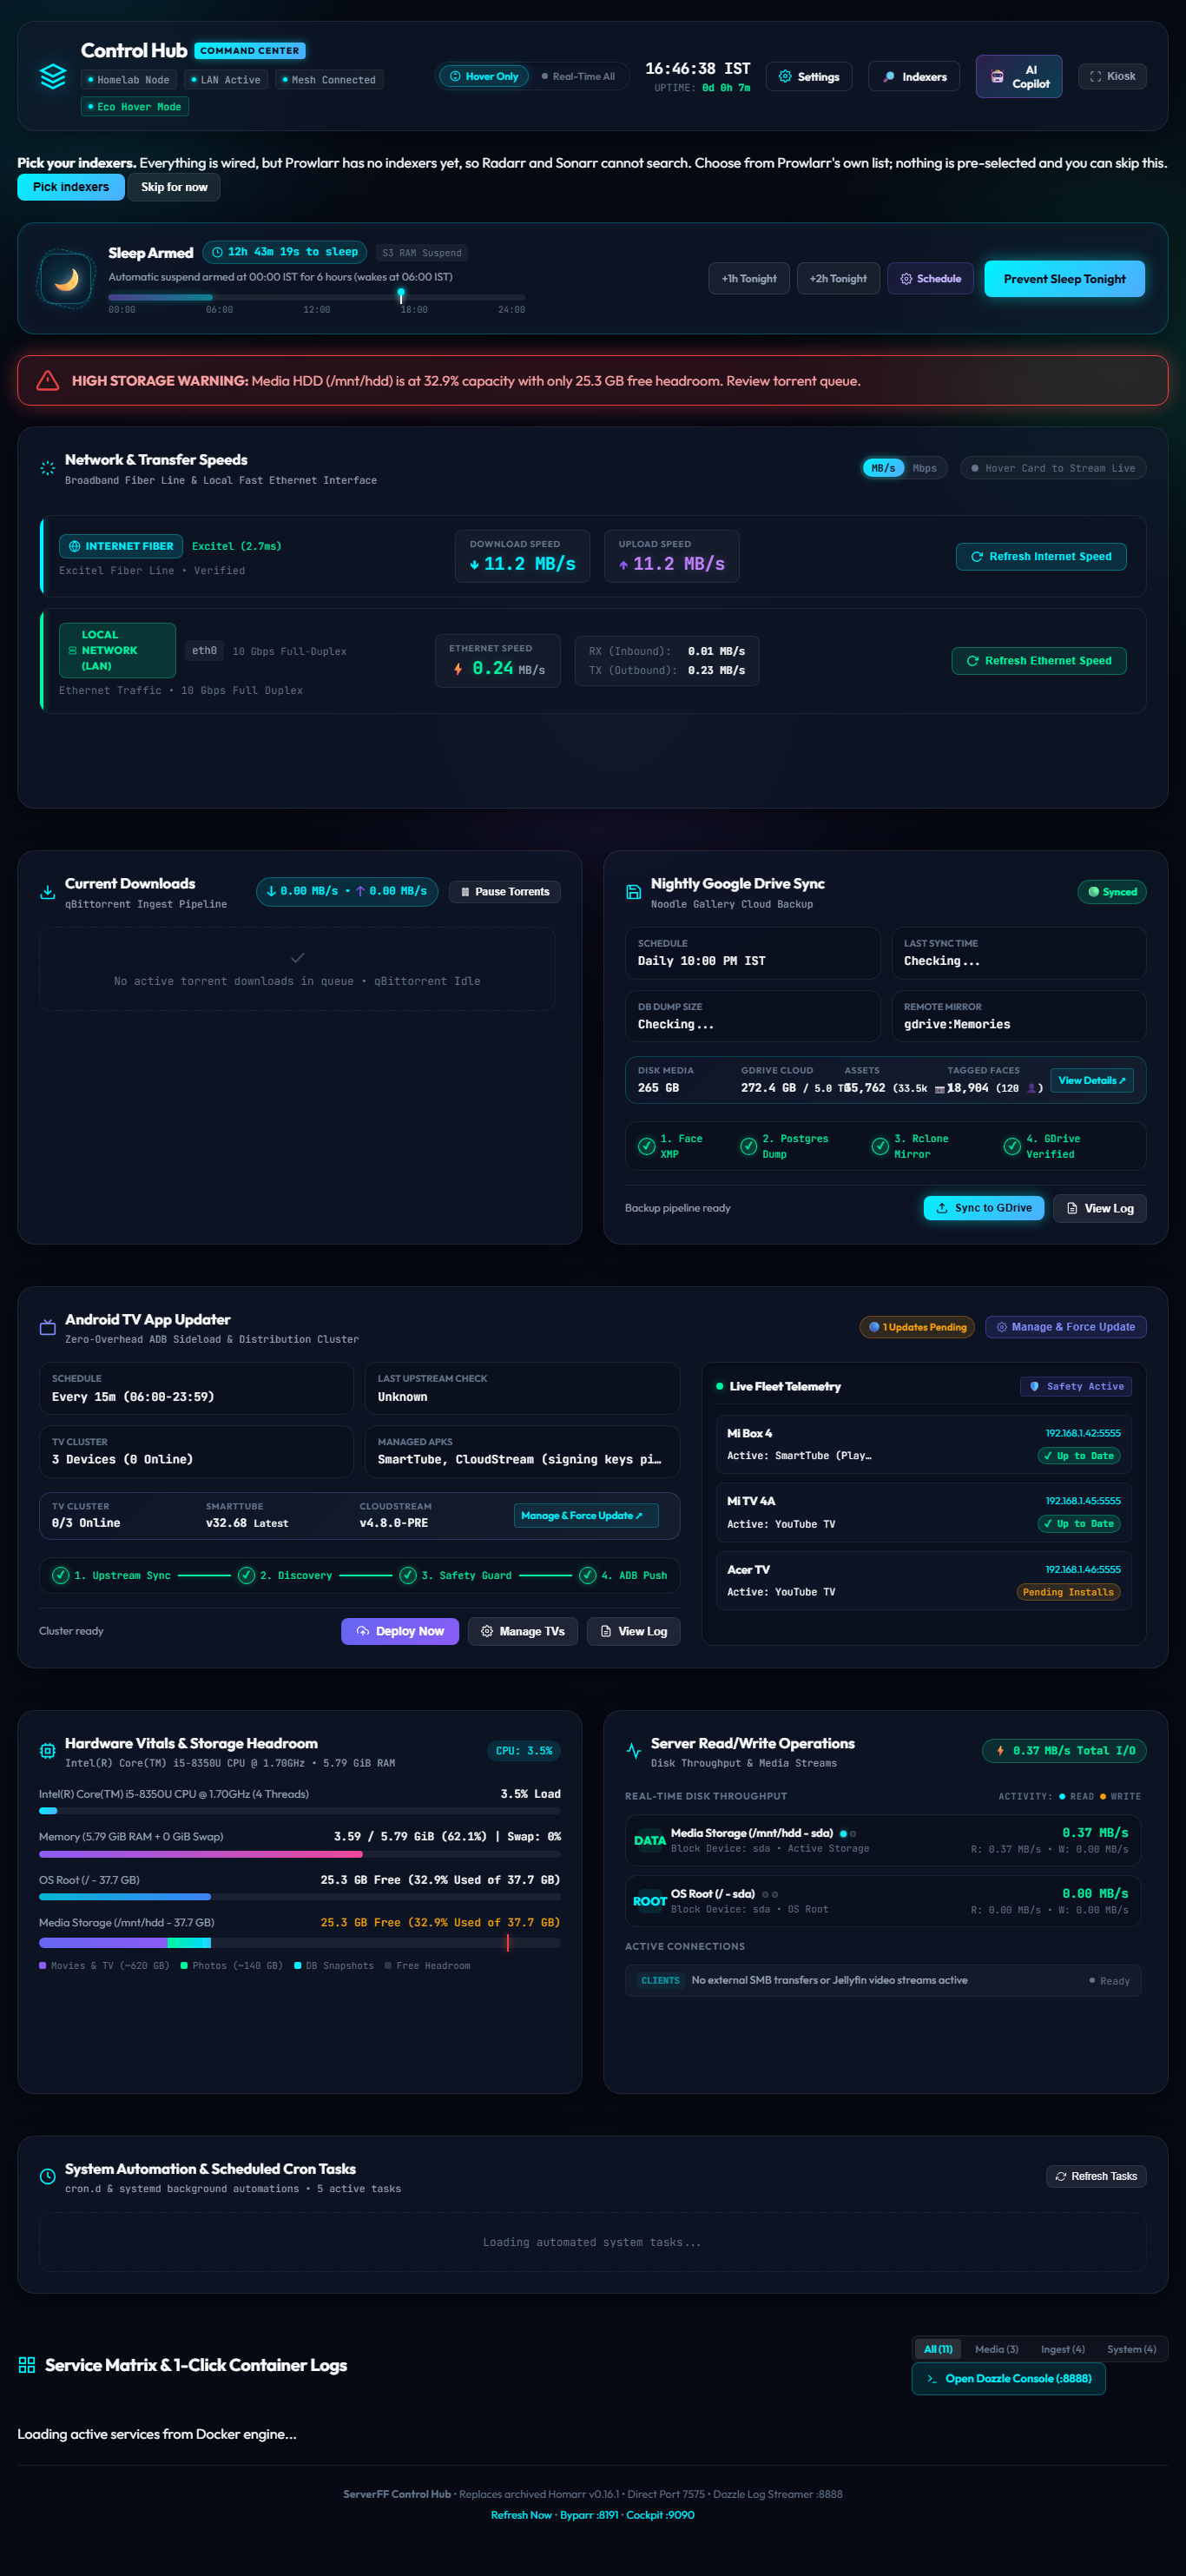 Control Hub COMMAND CENTER
Homelab Node LAN Active Mesh Connected
Eco Hover Mode
Hover Only Real-Time All
16:46:38 IST
UPTIME: 0d 0h 7m
Settings
Indexers
AI
Copilot
Kiosk
Pick your indexers. Everything is wired, but Prowlarr has no indexers yet, so Radarr and Sonarr cannot search. Choose from Prowlarr's own list; nothing is pre-selected and you can skip this.
Pick indexers Skip for now
Sleep Armed 12h 43m 19s to sleep S3 RAM Suspend
Automatic suspend armed at 00:00 IST for 6 hours (wakes at 06:00 IST)
00:00 06:00 12:00 18:00 24:00
+1h Tonight +2h Tonight Schedule Prevent Sleep Tonight
HIGH STORAGE WARNING: Media HDD (/mnt/hdd) is at 32.9% capacity with only 25.3 GB free headroom. Review torrent queue.
Network & Transfer Speeds
Broadband Fiber Line & Local Fast Ethernet Interface
MB/s Mbps Hover Card to Stream Live
INTERNET FIBER Excitel (2.7ms)
Excitel Fiber Line • Verified
DOWNLOAD SPEED
↓ 11.2 MB/s
UPLOAD SPEED
↑ 11.2 MB/s
Refresh Internet Speed
LOCAL
NETWORK
(LAN)
eth0 10 Gbps Full-Duplex
Ethernet Traffic • 10 Gbps Full Duplex
ETHERNET SPEED
0.24 MB/s
RX (Inbound): 0.01 MB/s
TX (Outbound): 0.23 MB/s
Refresh Ethernet Speed
Current Downloads
qBittorrent Ingest Pipeline
↓ 0.00 MB/s • ↑ 0.00 MB/s
Pause Torrents
No active torrent downloads in queue • qBittorrent Idle
Nightly Google Drive Sync
Noodle Gallery Cloud Backup
Synced
SCHEDULE
Daily 10:00 PM IST
LAST SYNC TIME
Checking...
DB DUMP SIZE
Checking...
REMOTE MIRROR
gdrive:Memories
DISK MEDIA
265 GB
GDRIVE CLOUD
272.4 GB / 5.0 T
ASSETS
35,762 (33.5k
TAGGED FACES
18,904 (120 )
View Details ↗
1. Face
XMP
2. Postgres
Dump
3. Rclone
Mirror
4. GDrive
Verified
Backup pipeline ready
Sync to GDrive View Log
Android TV App Updater
Zero-Overhead ADB Sideload & Distribution Cluster
1 Updates Pending Manage & Force Update
SCHEDULE
Every 15m (06:00-23:59)
LAST UPSTREAM CHECK
Unknown
TV CLUSTER
3 Devices (0 Online)
MANAGED APKS
SmartTube, CloudStream (signing keys pi…
TV CLUSTER
0/3 Online
SMARTTUBE
v32.68 Latest
CLOUDSTREAM
v4.8.0-PRE
Manage & Force Update ↗
1. Upstream Sync 2. Discovery 3. Safety Guard 4. ADB Push
Cluster ready
Deploy Now Manage TVs View Log
Live Fleet Telemetry Safety Active
Mi Box 4 192.168.1.42:5555
Active: SmartTube (Play… ✓ Up to Date
Mi TV 4A 192.168.1.45:5555
Active: YouTube TV ✓ Up to Date
Acer TV 192.168.1.46:5555
Active: YouTube TV Pending Installs
Hardware Vitals & Storage Headroom
Intel(R) Core(TM) i5-8350U CPU @ 1.70GHz • 5.79 GiB RAM
CPU: 3.5%
Intel(R) Core(TM) i5-8350U CPU @ 1.70GHz (4 Threads) 3.5% Load
Memory (5.79 GiB RAM + 0 GiB Swap) 3.59 / 5.79 GiB (62.1%) | Swap: 0%
OS Root (/ - 37.7 GB) 25.3 GB Free (32.9% Used of 37.7 GB)
Media Storage (/mnt/hdd - 37.7 GB) 25.3 GB Free (32.9% Used of 37.7 GB)
Movies & TV (~620 GB) Photos (~140 GB) DB Snapshots Free Headroom
Server Read/Write Operations
Disk Throughput & Media Streams
0.37 MB/s Total I/O
REAL-TIME DISK THROUGHPUT ACTIVITY: READ WRITE
DATA Media Storage (/mnt/hdd - sda) 0.37 MB/s
Block Device: sda • Active Storage R: 0.37 MB/s • W: 0.00 MB/s
ROOT OS Root (/ - sda) 0.00 MB/s
Block Device: sda • OS Root R: 0.00 MB/s • W: 0.00 MB/s
ACTIVE CONNECTIONS
CLIENTS No external SMB transfers or Jellyfin video streams active Ready
System Automation & Scheduled Cron Tasks
cron.d & systemd background automations • 5 active tasks
Refresh Tasks
Loading automated system tasks...
Service Matrix & 1-Click Container Logs
All (11) Media (3) Ingest (4) System (4)
Open Dozzle Console (:8888)
Loading active services from Docker engine...
ServerFF Control Hub • Replaces archived Homarr v0.16.1 • Direct Port 7575 • Dozzle Log Streamer :8888
Refresh Now • Byparr :8191 • Cockpit :9090